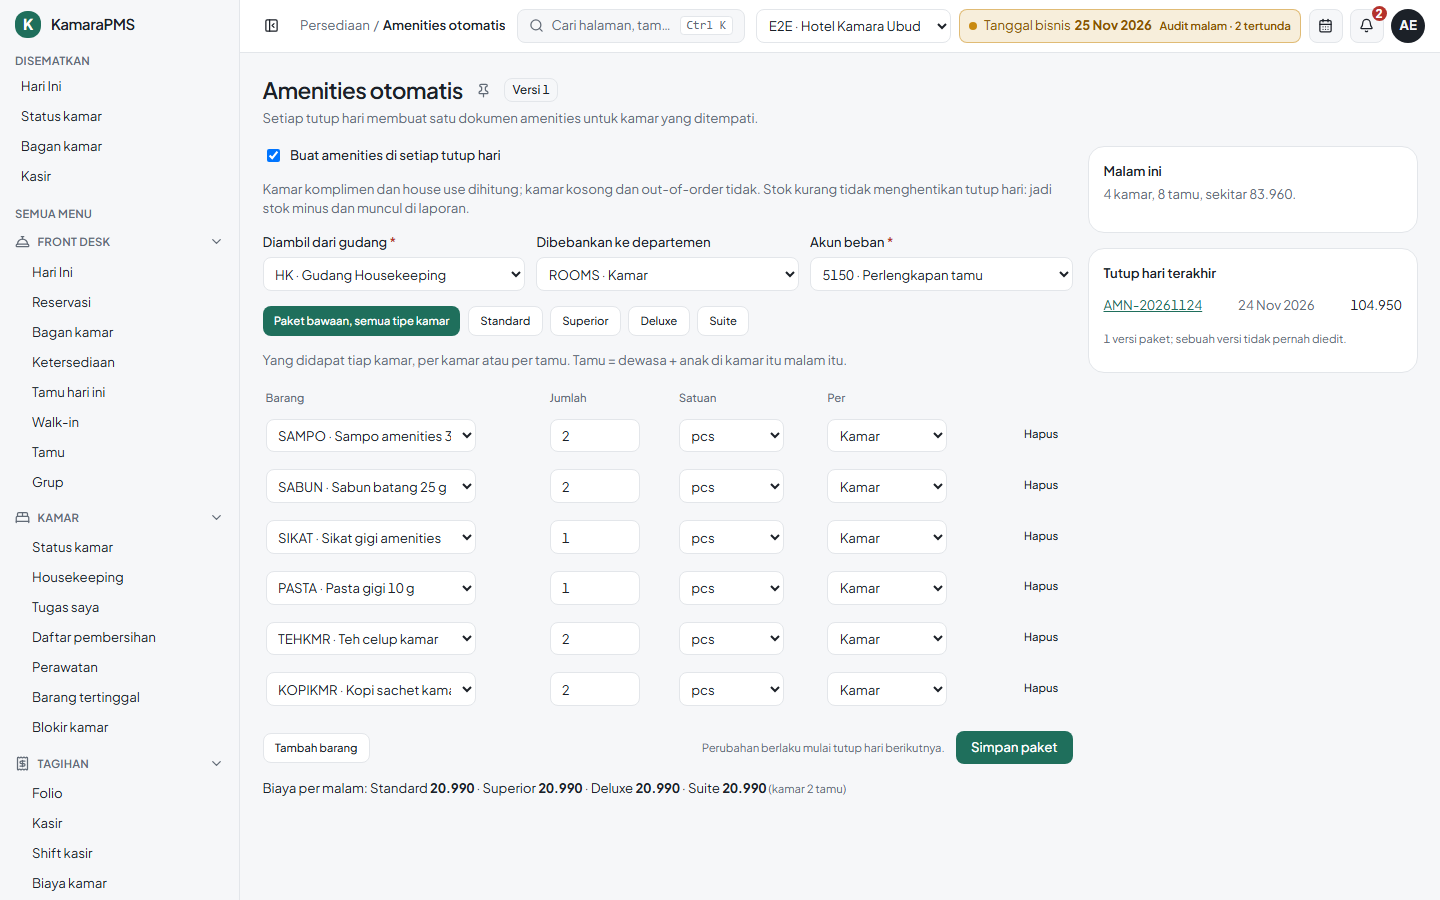 K KamaraPMS
DISEMATKAN
Hari Ini
Status kamar
Bagan kamar
Kasir
SEMUA MENU
FRONT DESK
Hari Ini
Reservasi
Bagan kamar
Ketersediaan
Tamu hari ini
Walk-in
Tamu
Grup
KAMAR
Status kamar
Housekeeping
Tugas saya
Daftar pembersihan
Perawatan
Barang tertinggal
Blokir kamar
TAGIHAN
Folio
Kasir
Shift kasir
Biaya kamar
Persediaan / Amenities otomatis
Cari halaman, tam... Ctrl K
E2E · Hotel Kamara Ubud
Tanggal bisnis 25 Nov 2026 Audit malam · 2 tertunda
2
AE
Amenities otomatis Versi 1
Setiap tutup hari membuat satu dokumen amenities untuk kamar yang ditempati.
Buat amenities di setiap tutup hari
Kamar komplimen dan house use dihitung; kamar kosong dan out-of-order tidak. Stok kurang tidak menghentikan tutup hari: jadi
stok minus dan muncul di laporan.
Diambil dari gudang * Dibebankan ke departemen Akun beban *
HK · Gudang Housekeeping ROOMS · Kamar 5150 · Perlengkapan tamu
Paket bawaan, semua tipe kamar Standard Superior Deluxe Suite
Yang didapat tiap kamar, per kamar atau per tamu. Tamu = dewasa + anak di kamar itu malam itu.
Barang Jumlah Satuan Per
SAMPO · Sampo amenities 3 2 pcs Kamar Hapus
SABUN · Sabun batang 25 g 2 pcs Kamar Hapus
SIKAT · Sikat gigi amenities 1 pcs Kamar Hapus
PASTA · Pasta gigi 10 g 1 pcs Kamar Hapus
TEHKMR · Teh celup kamar 2 pcs Kamar Hapus
KOPIKMR · Kopi sachet kama 2 pcs Kamar Hapus
Tambah barang Perubahan berlaku mulai tutup hari berikutnya. Simpan paket
Biaya per malam: Standard 20.990 · Superior 20.990 · Deluxe 20.990 · Suite 20.990 (kamar 2 tamu)
Malam ini
4 kamar, 8 tamu, sekitar 83.960.
Tutup hari terakhir
AMN-20261124 24 Nov 2026 104.950
1 versi paket; sebuah versi tidak pernah diedit.